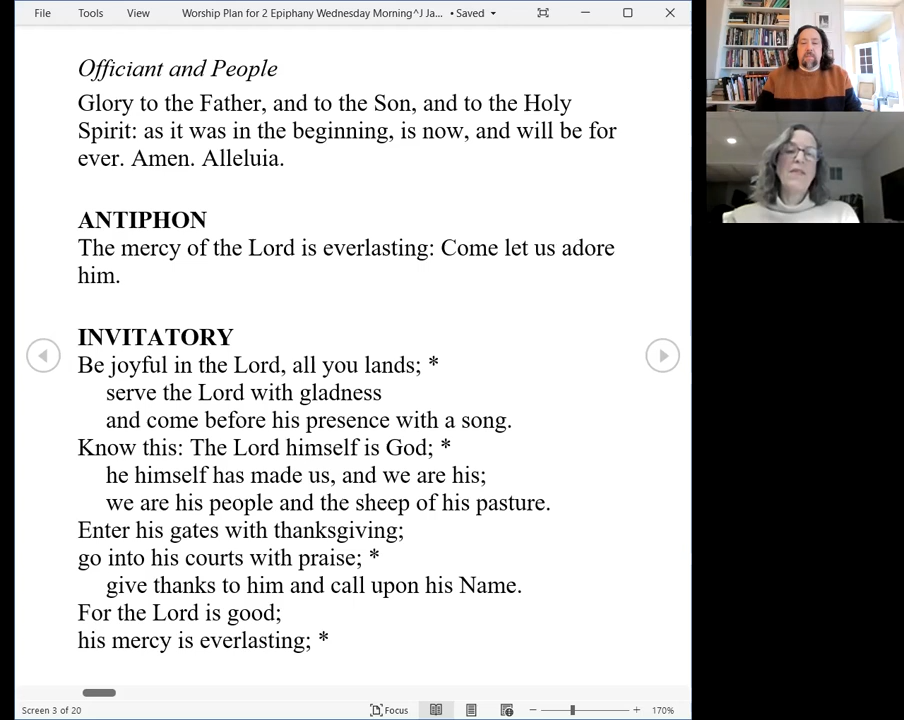 File Tools Worship Plan for 2 Epiphany Wednesday Morning^J Ja... • Saved
Officiant and People
Glory to the Father, and to the Son, and to the Holy
Spirit: as it was in the beginning, is now, and will be for
ever. Amen. Alleluia.
ANTIPHON
The mercy of the Lord is everlasting: Come let us adore
him.
INVITATORY
Be joyful in the Lord, all you lands; *
serve the Lord with gladness
and come before his presence with a song.
Know this: The Lord himself is God; *
he himself has made us, and we are his;
we are his people and the sheep of his pasture.
Enter his gates with thanksgiving;
go into his courts with praise; *
give thanks to him and call upon his Name.
For the Lord is good;
his mercy is everlasting; *
Screen 3 of 20 Focus − + 170%